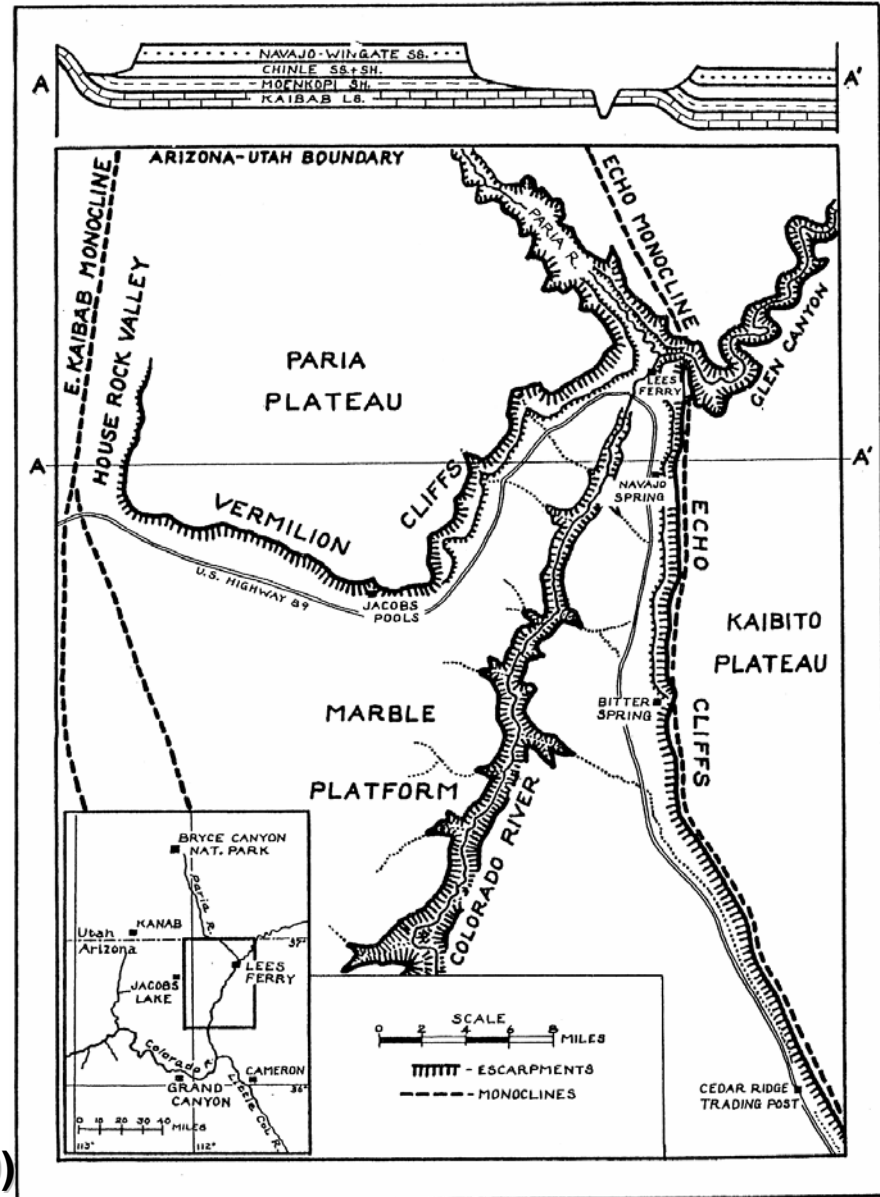 NAVAJO-WINGATE SS.
CHINLE SS.+SH.
MOENKOPI SH.
KAIBAB LS.
A
A'
ARIZONA-UTAH BOUNDARY
E. KAIBAB MONOCLINE
HOUSE ROCK VALLEY
PARIA R.
ECHO MONOCLINE
GLEN CANYON
PARIA
PLATEAU
LEES
FERRY
A
A'
VERMILION
CLIFFS
NAVAJO
SPRING
U.S. HIGHWAY 89
JACOBS
POOLS
ECHO
CLIFFS
KAIBITO
PLATEAU
BITTER
SPRING
MARBLE
PLATFORM
COLORADO RIVER
BRYCE CANYON
NAT. PARK
Paria R.
KANAB
Utah
Arizona
37°
LEES
FERRY
JACOBS
LAKE
Colorado R.
GRAND
CANYON
CAMERON
36°
Little Col. R.
0 10 20 30 40
MILES
113°
112°
SCALE
0 2 4 6 8
MILES
- ESCARPMENTS
- MONOCLINES
CEDAR RIDGE
TRADING POST
)